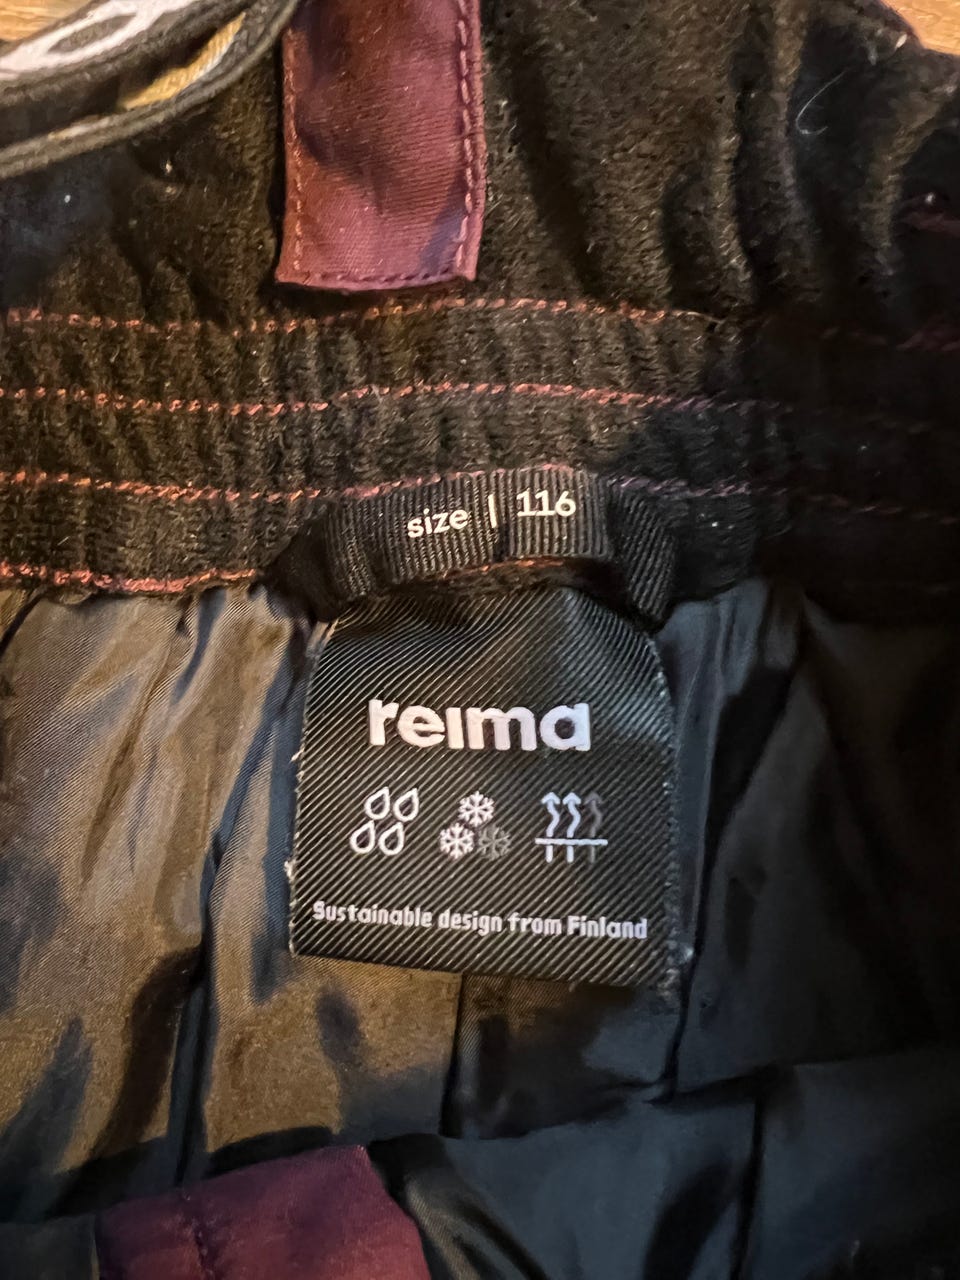 size | 116
reima
Sustainable design from Finland